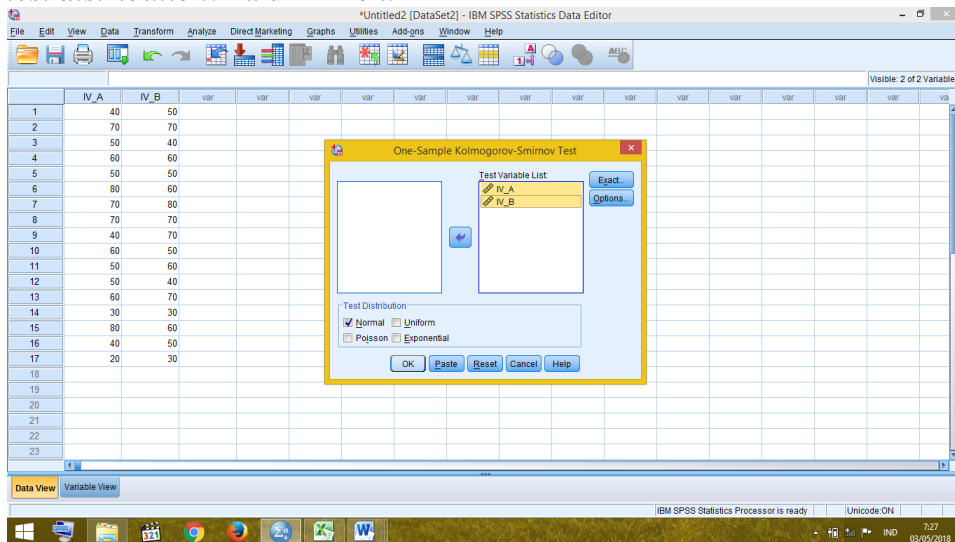 *Untitled2 [DataSet2] - IBM SPSS Statistics Data Editor
File Edit View Data Transform Analyze Direct Marketing Graphs Utilities Add-ons Window Help
Visible: 2 of 2 Variable
IV_A IV_B var var var var var var var var var var var var var va
1 40 50
2 70 70
3 50 40
4 60 60
5 50 50
6 80 60
7 70 80
8 70 70
9 40 70
10 60 50
11 50 60
12 50 40
13 60 70
14 30 30
15 80 60
16 40 50
17 20 30
18
19
20
21
22
23
One-Sample Kolmogorov-Smirnov Test
Test Variable List:
IV_A
IV_B
Exact...
Options...
Test Distribution
Normal Uniform
Poisson Exponential
OK Paste Reset Cancel Help
Data View Variable View
IBM SPSS Statistics Processor is ready Unicode:ON
IND 7:27
03/05/2018